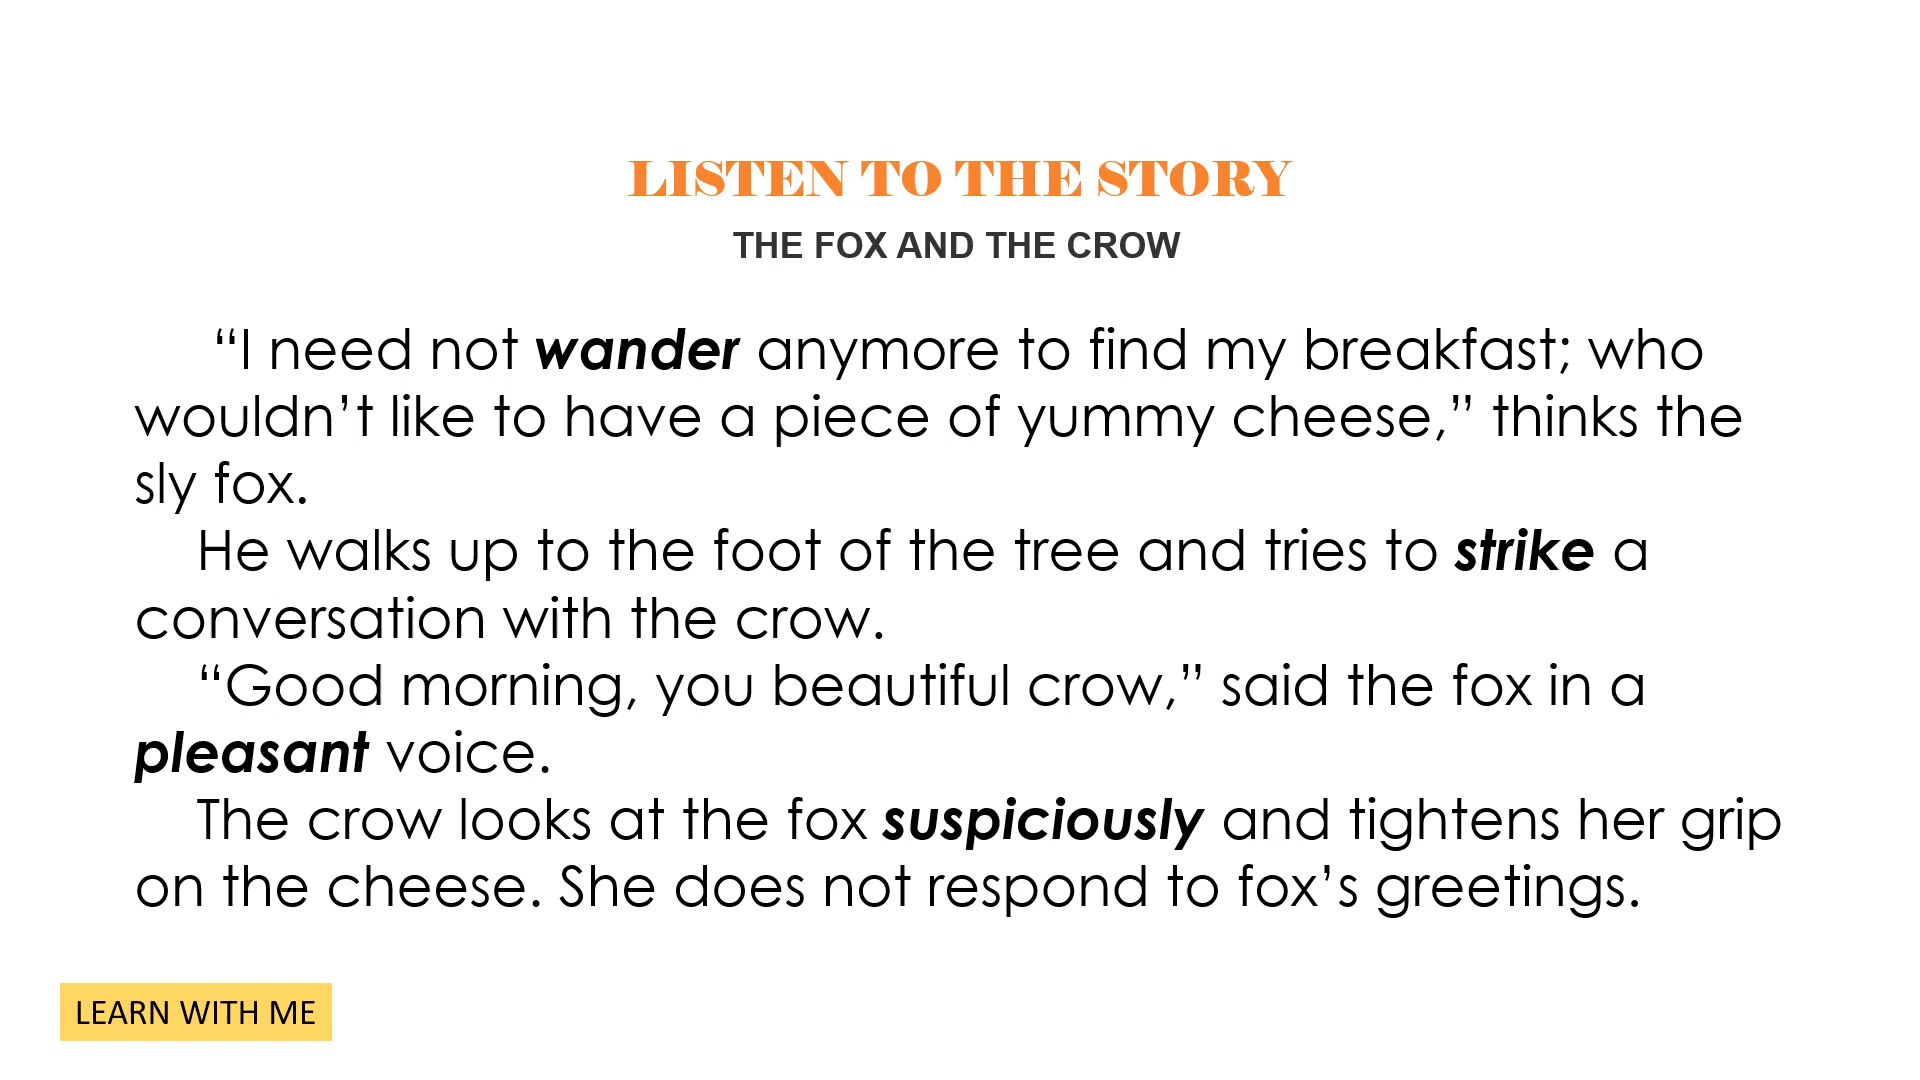 LISTEN TO THE STORY
THE FOX AND THE CROW
“I need not wander anymore to find my breakfast; who
wouldn’t like to have a piece of yummy cheese,” thinks the
sly fox.
He walks up to the foot of the tree and tries to strike a
conversation with the crow.
“Good morning, you beautiful crow,” said the fox in a
pleasant voice.
The crow looks at the fox suspiciously and tightens her grip
on the cheese. She does not respond to fox’s greetings.
LEARN WITH ME